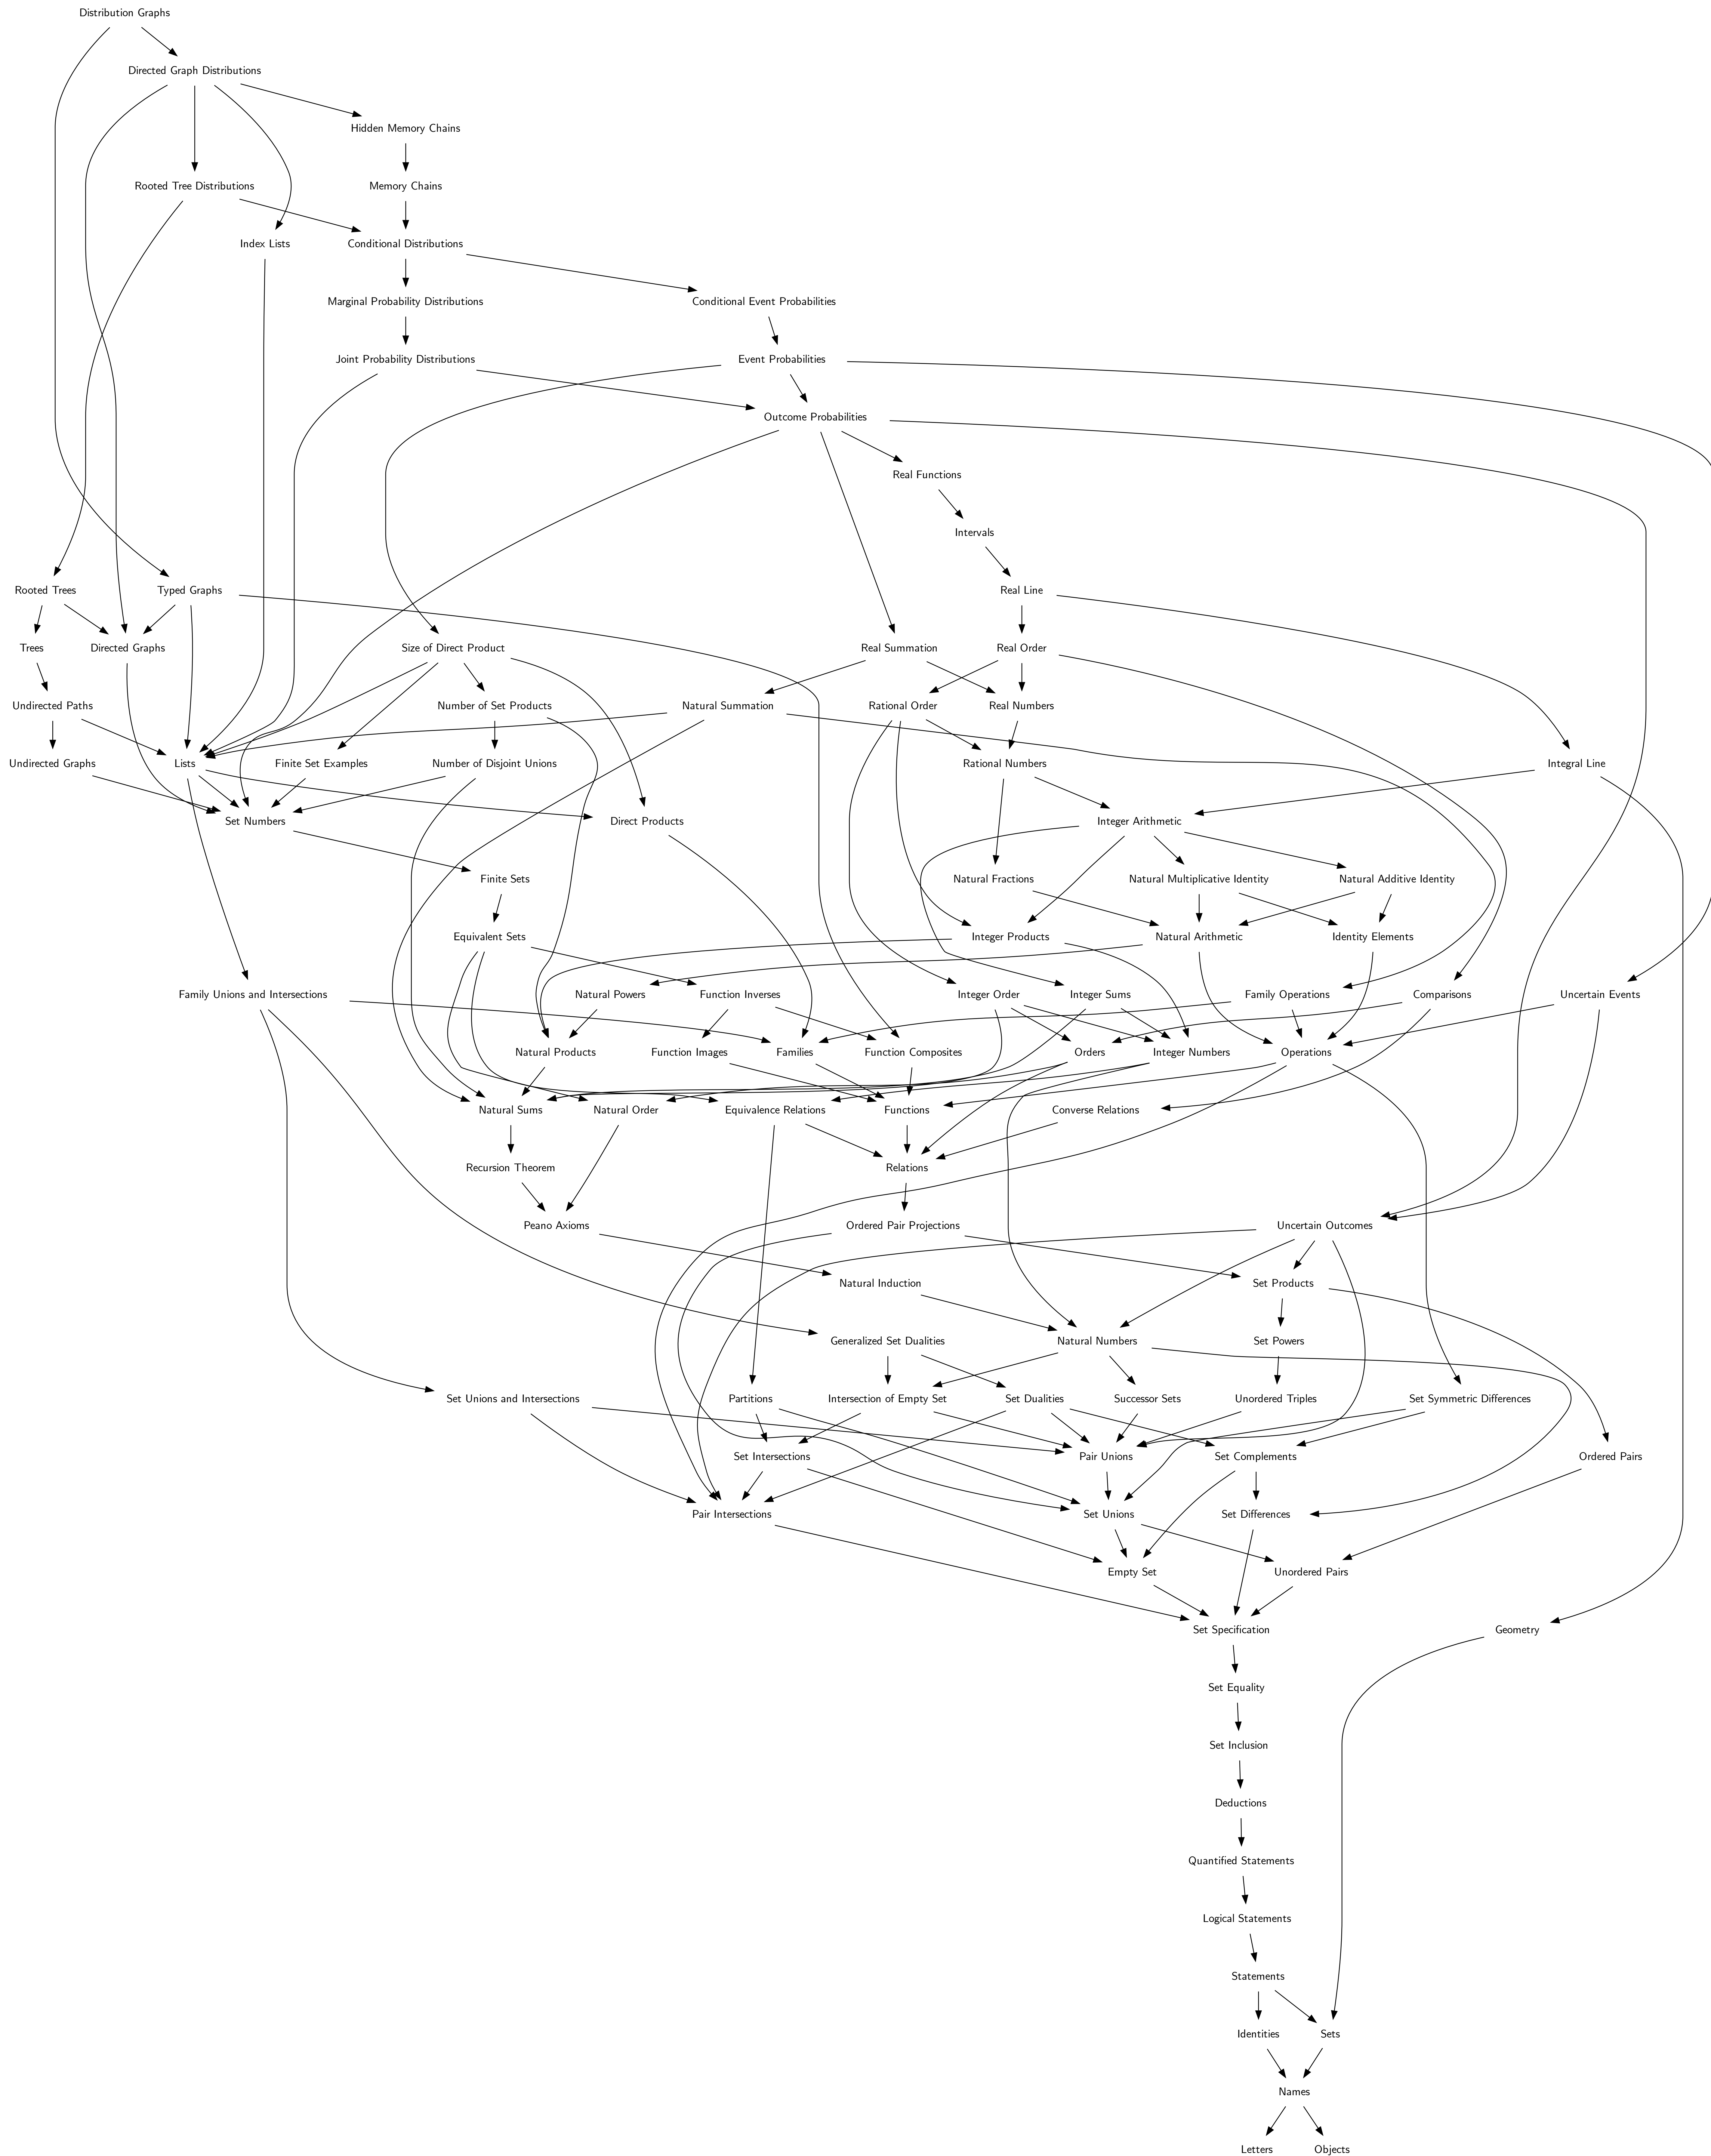 Distribution Graphs
Directed Graph Distributions
Hidden Memory Chains
Rooted Tree Distributions
Memory Chains
Index Lists
Conditional Distributions
Marginal Probability Distributions
Conditional Event Probabilities
Joint Probability Distributions
Event Probabilities
Outcome Probabilities
Real Functions
Intervals
Rooted Trees
Typed Graphs
Real Line
Trees
Directed Graphs
Size of Direct Product
Real Summation
Real Order
Undirected Paths
Number of Set Products
Natural Summation
Rational Order
Real Numbers
Undirected Graphs
Lists
Finite Set Examples
Number of Disjoint Unions
Rational Numbers
Integral Line
Set Numbers
Direct Products
Integer Arithmetic
Finite Sets
Natural Fractions
Natural Multiplicative Identity
Natural Additive Identity
Equivalent Sets
Integer Products
Natural Arithmetic
Identity Elements
Family Unions and Intersections
Natural Powers
Function Inverses
Integer Order
Integer Sums
Family Operations
Comparisons
Uncertain Events
Natural Products
Function Images
Families
Function Composites
Orders
Integer Numbers
Operations
Natural Sums
Natural Order
Equivalence Relations
Functions
Converse Relations
Recursion Theorem
Relations
Peano Axioms
Ordered Pair Projections
Uncertain Outcomes
Natural Induction
Set Products
Generalized Set Dualities
Natural Numbers
Set Powers
Set Unions and Intersections
Partitions
Intersection of Empty Set
Set Dualities
Successor Sets
Unordered Triples
Set Symmetric Differences
Set Intersections
Pair Unions
Set Complements
Ordered Pairs
Pair Intersections
Set Unions
Set Differences
Empty Set
Unordered Pairs
Set Specification
Geometry
Set Equality
Set Inclusion
Deductions
Quantified Statements
Logical Statements
Statements
Identities
Sets
Names
Letters
Objects